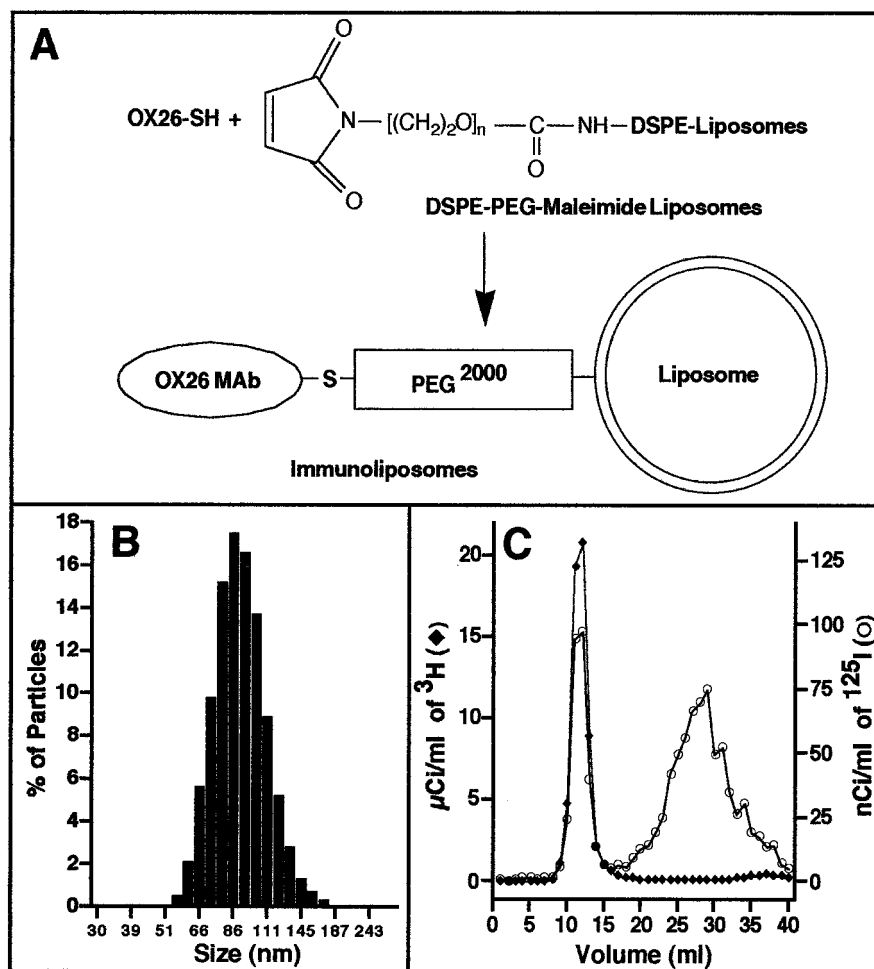 A
O
OX26-SH +
N—[(CH)2O]n — C — NH—DSPE-Liposomes
O
O
DSPE-PEG-Maleimide Liposomes
OX26 MAb
S
PEG 2000
Liposome
Immunoliposomes
B
% of Particles
18
16
14
12
10
8
6
4
2
0
30 39 51 66 86 111 145 187 243
Size (nm)
C
µCi/ml of 3H (◆)
20
15
10
5
0
nCi/ml of 125I (○)
125
100
75
50
25
0
0 5 10 15 20 25 30 35 40
Volume (ml)